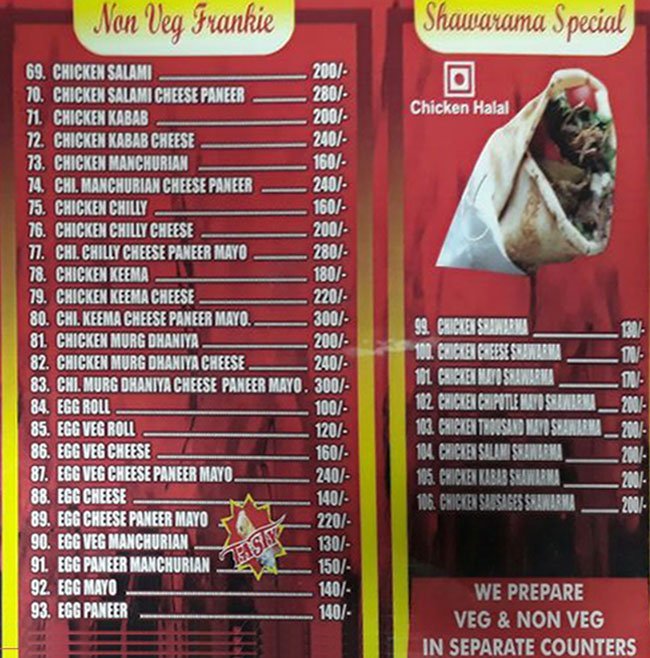 Non Veg Frankie
69. CHICKEN SALAMI 200/-
70. CHICKEN SALAMI CHEESE PANEER 280/-
71. CHICKEN KABAB 200/-
72. CHICKEN KABAB CHEESE 240/-
73. CHICKEN MANCHURIAN 160/-
74. CHI. MANCHURIAN CHEESE PANEER 240/-
75. CHICKEN CHILLY 160/-
76. CHICKEN CHILLY CHEESE 200/-
77. CHI. CHILLY CHEESE PANEER MAYO 280/-
78. CHICKEN KEEMA 180/-
79. CHICKEN KEEMA CHEESE 220/-
80. CHI. KEEMA CHEESE PANEER MAYO. 300/-
81. CHICKEN MURG DHANIYA 200/-
82. CHICKEN MURG DHANIYA CHEESE 240/-
83. CHI. MURG DHANIYA CHEESE PANEER MAYO . 300/-
84. EGG ROLL 100/-
85. EGG VEG ROLL 120/-
86. EGG VEG CHEESE 160/-
87. EGG VEG CHEESE PANEER MAYO 240/-
88. EGG CHEESE 140/-
89. EGG CHEESE PANEER MAYO 220/-
90. EGG VEG MANCHURIAN 130/-
91. EGG PANEER MANCHURIAN 150/-
92. EGG MAYO 140/-
93. EGG PANEER 140/-
TASTY
Shawarama Special
Chicken Halal
99. CHICKEN SHAWARMA 130/-
100. CHICKEN CHEESE SHAWARMA 170/-
101. CHICKEN MAYO SHAWARMA 170/-
102. CHICKEN CHIPOTLE MAYO SHAWARMA 200/-
103. CHICKEN THOUSAND MAYO SHAWARMA 200/-
104. CHICKEN SALAMI SHAWARMA 200/-
105. CHICKEN KABAB SHAWARMA 200/-
106. CHICKEN SAUSAGES SHAWARMA 200/-
WE PREPARE
VEG & NON VEG
IN SEPARATE COUNTERS